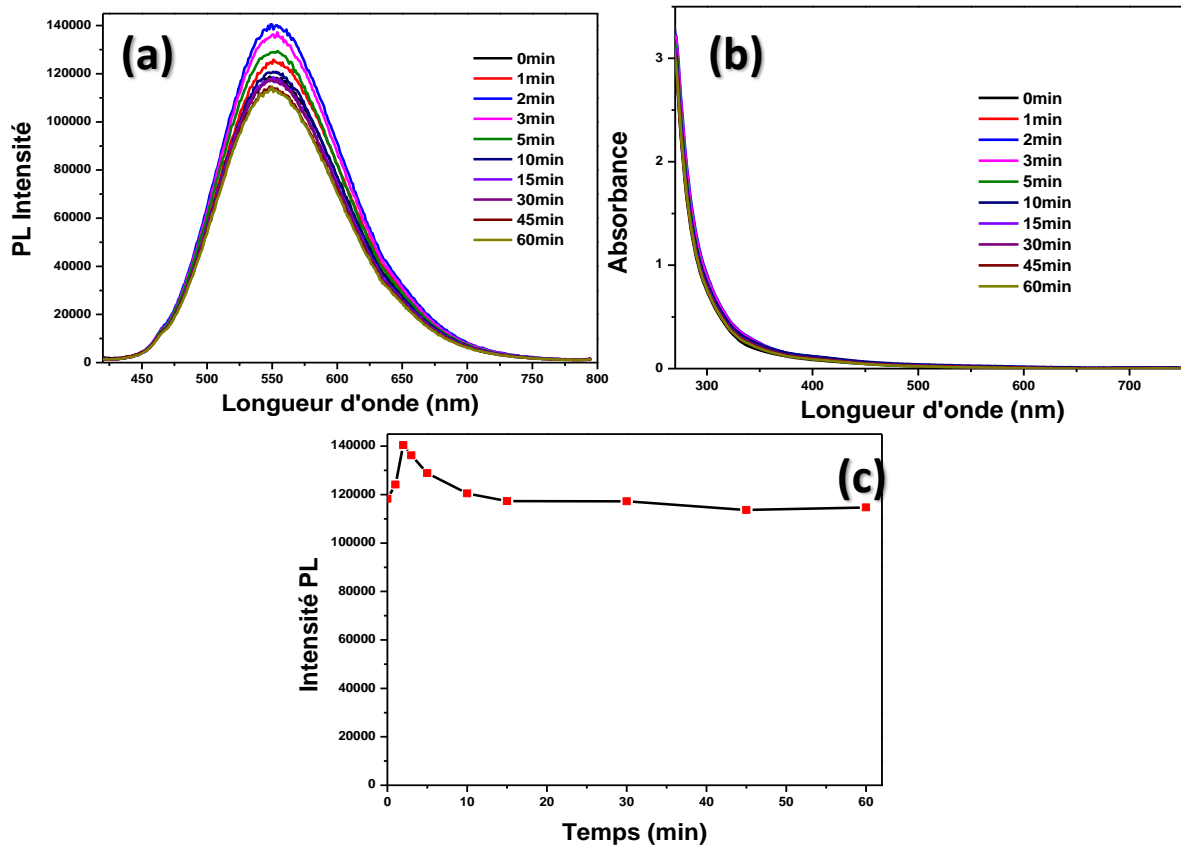 (a)
PL Intensité
140000
120000
100000
80000
60000
40000
20000
0
0min
1min
2min
3min
5min
10min
15min
30min
45min
60min
450 500 550 600 650 700 750 800
Longueur d'onde (nm)
(b)
Absorbance
3
2
1
0
0min
1min
2min
3min
5min
10min
15min
30min
45min
60min
300 400 500 600 700
Longueur d'onde (nm)
(c)
Intensité PL
140000
120000
100000
80000
60000
40000
20000
0
0 10 20 30 40 50 60
Temps (min)